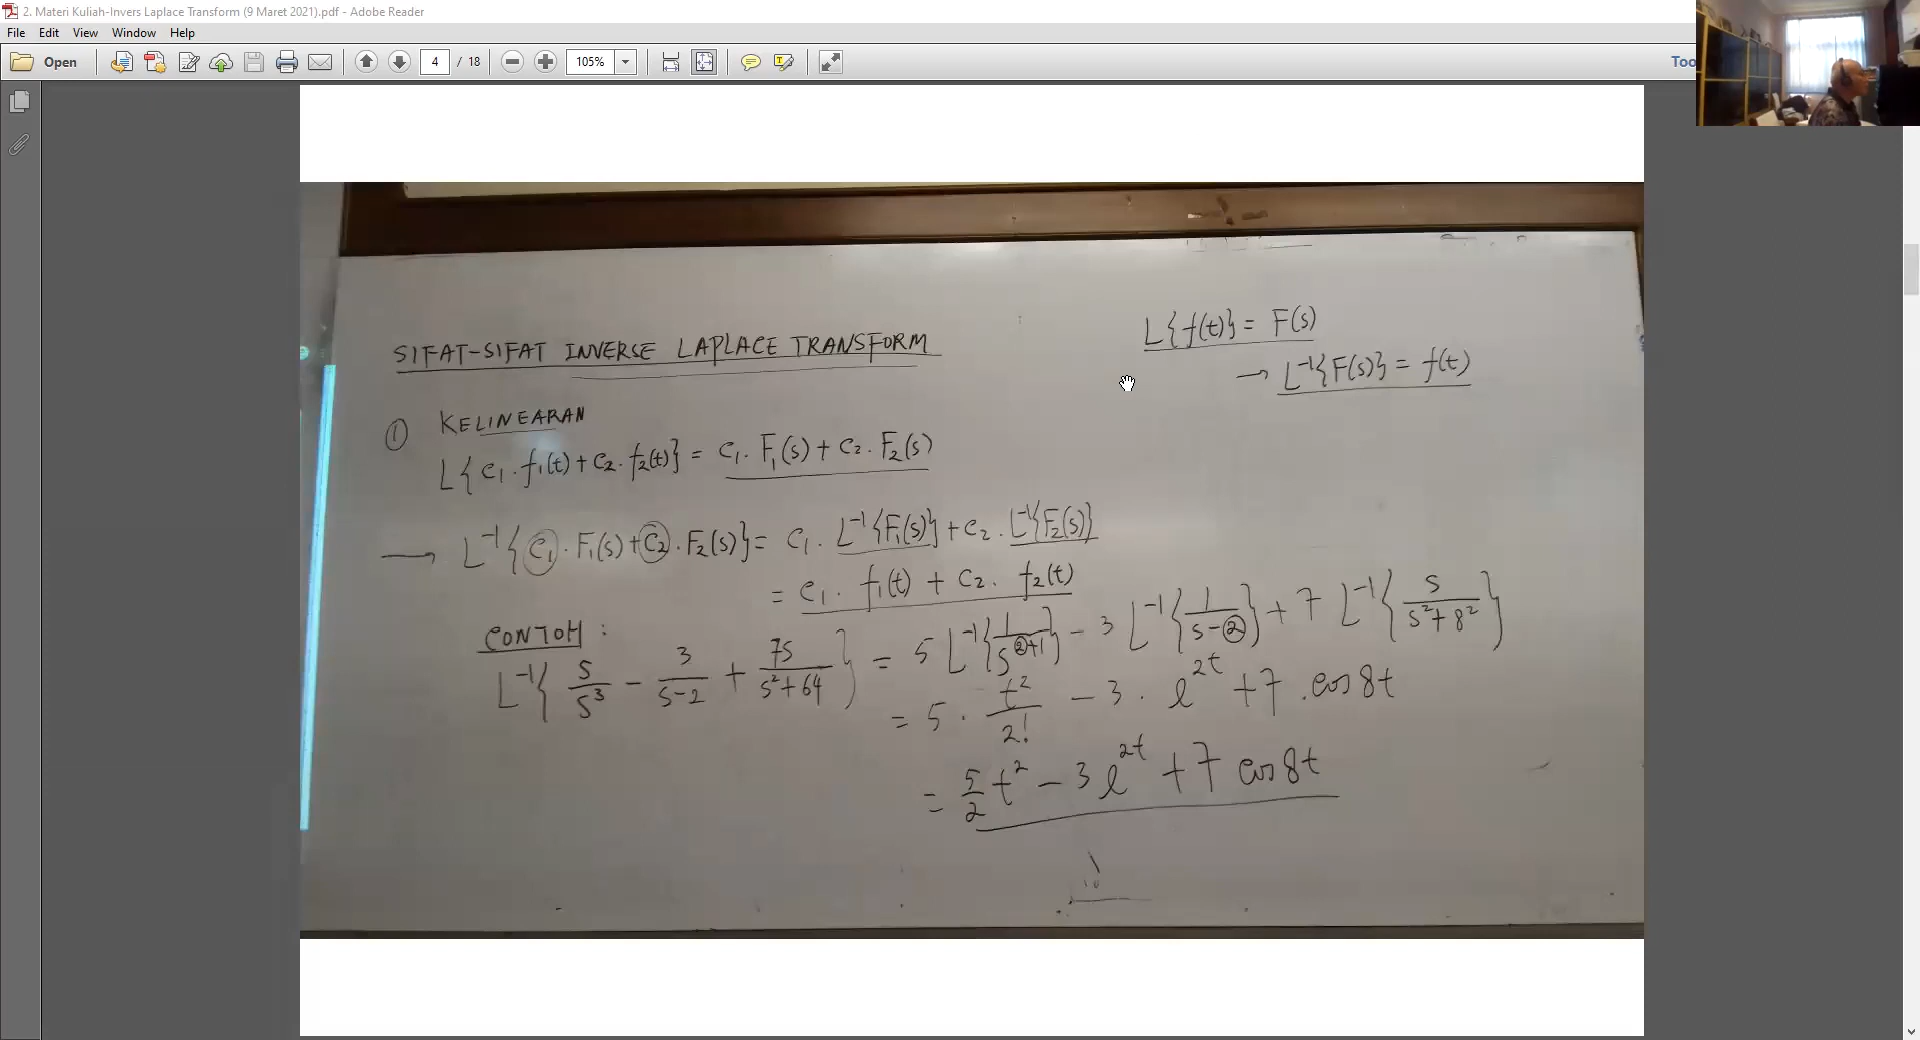 2. Materi Kuliah-Invers Laplace Transform (9 Maret 2021).pdf - Adobe Reader
File Edit View Window Help
Open 4 / 18 105% Too
SIFAT-SIFAT INVERSE LAPLACE TRANSFORM
L{f(t)} = F(s)
→ L⁻¹{F(s)} = f(t)
① KELINEARAN
L{c₁.f₁(t)+c₂.f₂(t)} = c₁.F₁(s)+c₂.F₂(s)
→ L⁻¹{c₁.F₁(s)+c₂.F₂(s)} = c₁.L⁻¹{F₁(s)}+c₂.L⁻¹{F₂(s)}
= c₁.f₁(t)+c₂.f₂(t)
CONTOH :
L⁻¹{5/s³ - 3/s-2 + 7s/s²+64} = 5 L⁻¹{1/s²⁺¹} - 3 L⁻¹{1/s-2} + 7 L⁻¹{s/s²+8²}
= 5 . t²/2! - 3 . e²ᵗ + 7 . cos 8t
= 5/2 t² - 3 e²ᵗ + 7 cos 8t